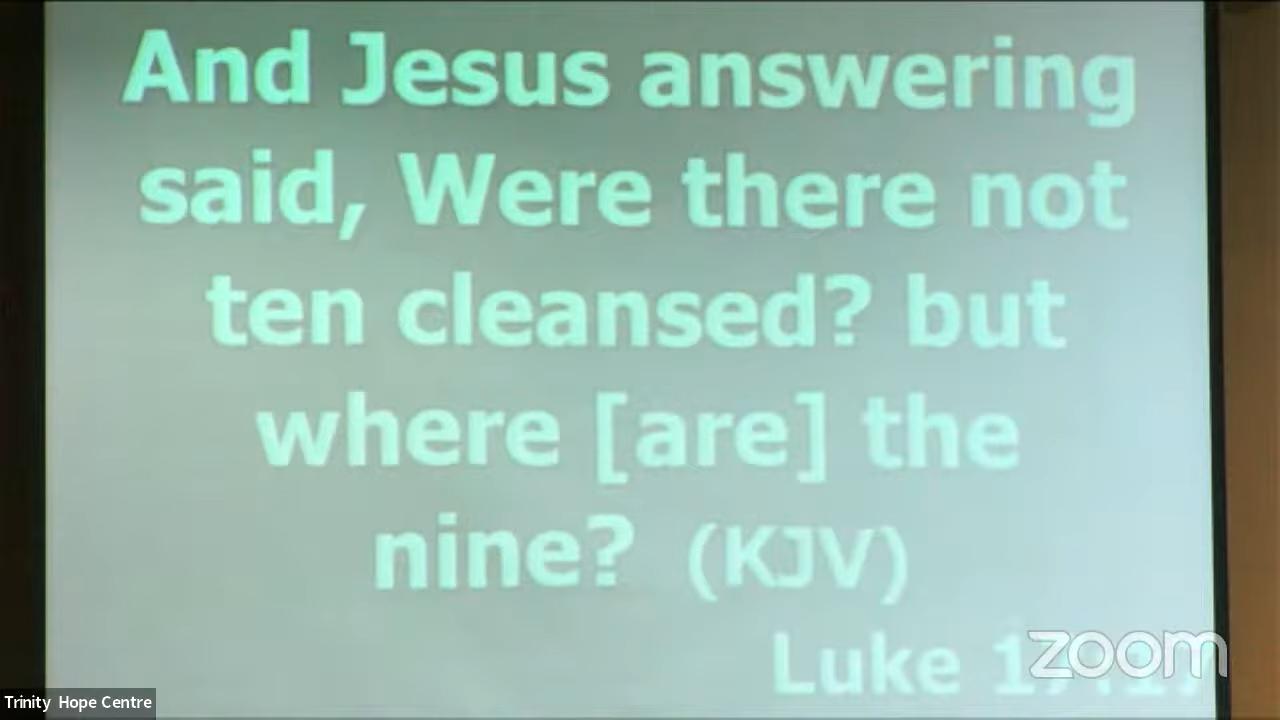 And Jesus answering
said, Were there not
ten cleansed? but
where [are] the
nine? (KJV)
Luke
zoom
Trinity Hope Centre